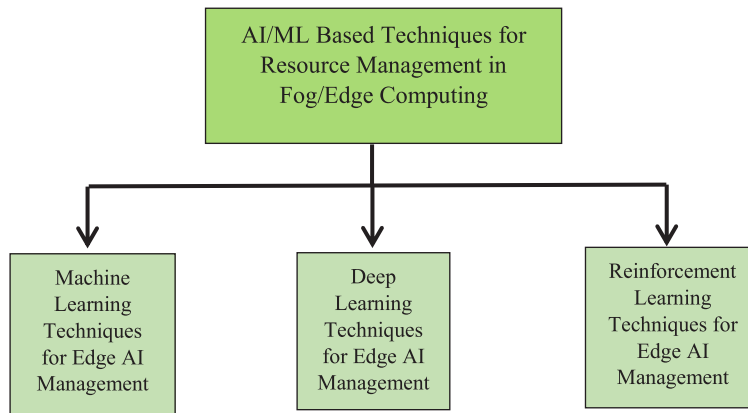 AI/ML Based Techniques for
Resource Management in
Fog/Edge Computing
Machine
Learning
Techniques
for Edge AI
Management
Deep
Learning
Techniques
for Edge AI
Management
Reinforcement
Learning
Techniques for
Edge AI
Management